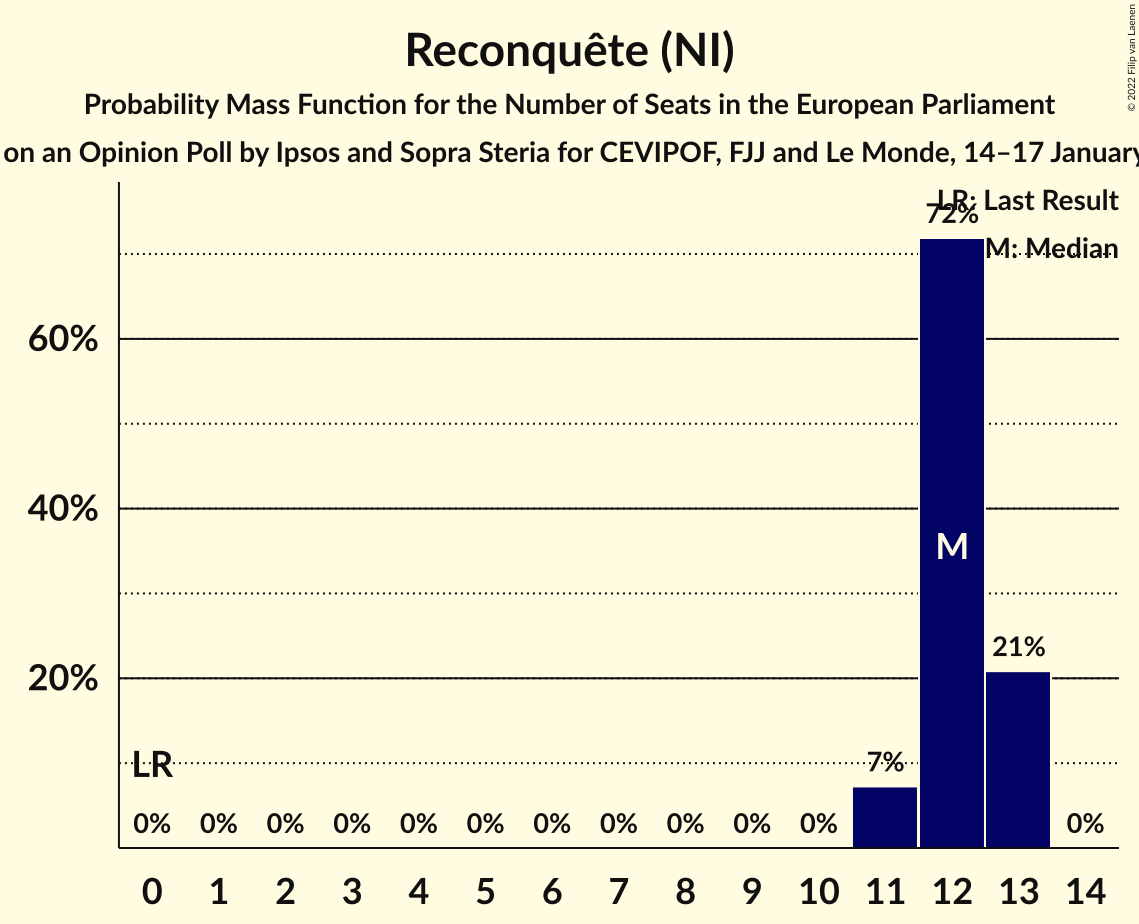 Reconquête (NI)
Probability Mass Function for the Number of Seats in the European Parliament
on an Opinion Poll by Ipsos and Sopra Steria for CEVIPOF, FJJ and Le Monde, 14–17 January
© 2022 Filip van Laenen
LR: Last Result
M: Median
72%
60%
40%
M
21%
20%
LR
7%
0% 0% 0% 0% 0% 0% 0% 0% 0% 0% 0% 0%
0 1 2 3 4 5 6 7 8 9 10 11 12 13 14